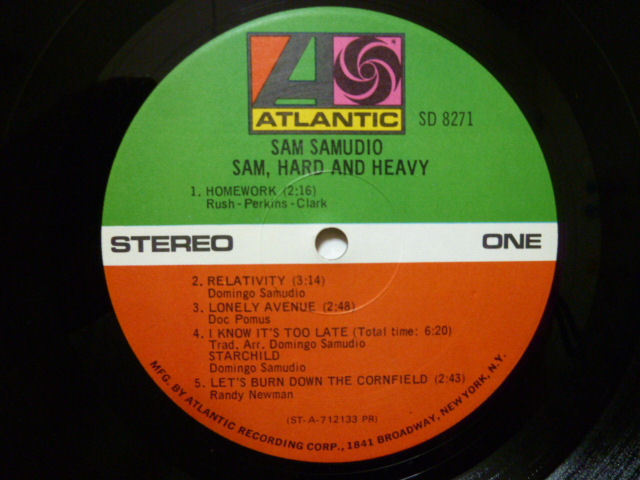 ATLANTIC
SD 8271
SAM SAMUDIO
SAM, HARD AND HEAVY
1. HOMEWORK (2:16)
Rush - Perkins - Clark
STEREO
ONE
2. RELATIVITY (3:14)
Domingo Samudio
3. LONELY AVENUE (2:48)
Doc Pomus
4. I KNOW IT'S TOO LATE (Total time: 6:20)
Trad. Arr. Domingo Samudio
STARCHILD
Domingo Samudio
5. LET'S BURN DOWN THE CORNFIELD (2:43)
Randy Newman
(ST-A-712133 PR)
MFG. BY ATLANTIC RECORDING CORP., 1841 BROADWAY, NEW YORK, N.Y.